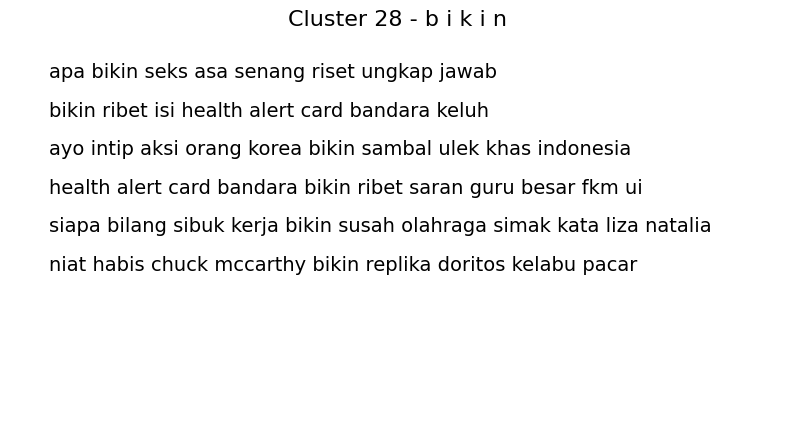 Cluster 28 - b i k i n
apa bikin seks asa senang riset ungkap jawab
bikin ribet isi health alert card bandara keluh
ayo intip aksi orang korea bikin sambal ulek khas indonesia
health alert card bandara bikin ribet saran guru besar fkm ui
siapa bilang sibuk kerja bikin susah olahraga simak kata liza natalia
niat habis chuck mccarthy bikin replika doritos kelabu pacar